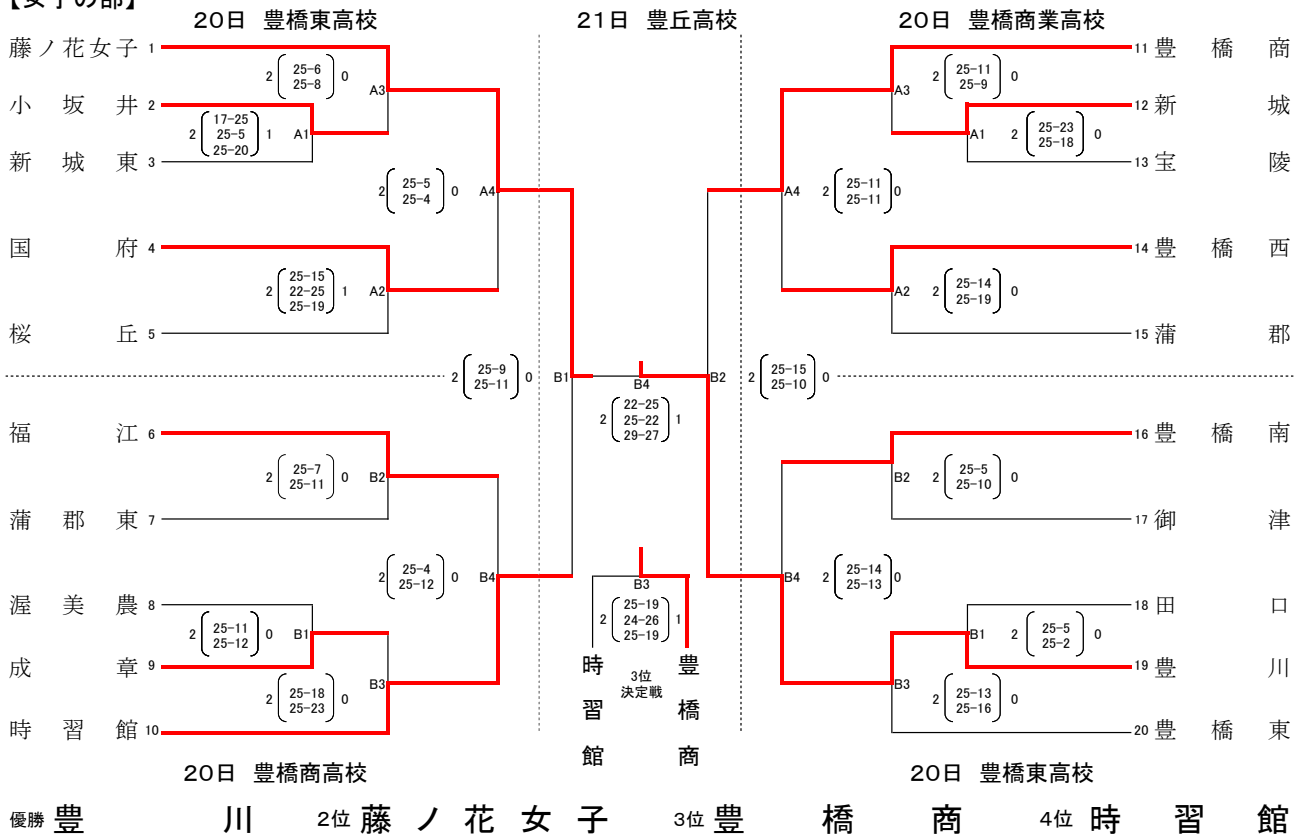 【女子の部】
20日 豊橋東高校
21日 豊丘高校
20日 豊橋商業高校
藤ノ花女子 1
11 豊橋商
2 25-6 25-8 0
A3
A3
2 25-11 25-9 0
小坂井 2
12 新城
2 17-25 25-5 25-20 1
A1
A1
2 25-23 25-18 0
新城東 3
13 宝陵
2 25-5 25-4 0
A4
A4
2 25-11 25-11 0
国府 4
14 豊橋西
2 25-15 22-25 25-19 1
A2
A2
2 25-14 25-19 0
桜丘 5
15 蒲郡
2 25-9 25-11 0
B1
B4
2 22-25 25-22 29-27 1
B2
2 25-15 25-10 0
福江 6
16 豊橋南
2 25-7 25-11 0
B2
B2
2 25-5 25-10 0
蒲郡東 7
17 御津
2 25-4 25-12 0
B4
B3
2 25-19 24-26 25-19 1
B4
2 25-14 25-13 0
渥美農 8
18 田口
2 25-11 25-12 0
B1
B1
2 25-5 25-2 0
成章 9
19 豊川
2 25-18 25-23 0
B3
時習館
3位
決定戦
豊橋商
B3
2 25-13 25-16 0
時習館 10
20 豊橋東
20日 豊橋商高校
20日 豊橋東高校
優勝 豊川 2位 藤ノ花女子 3位 豊橋商 4位 時習館